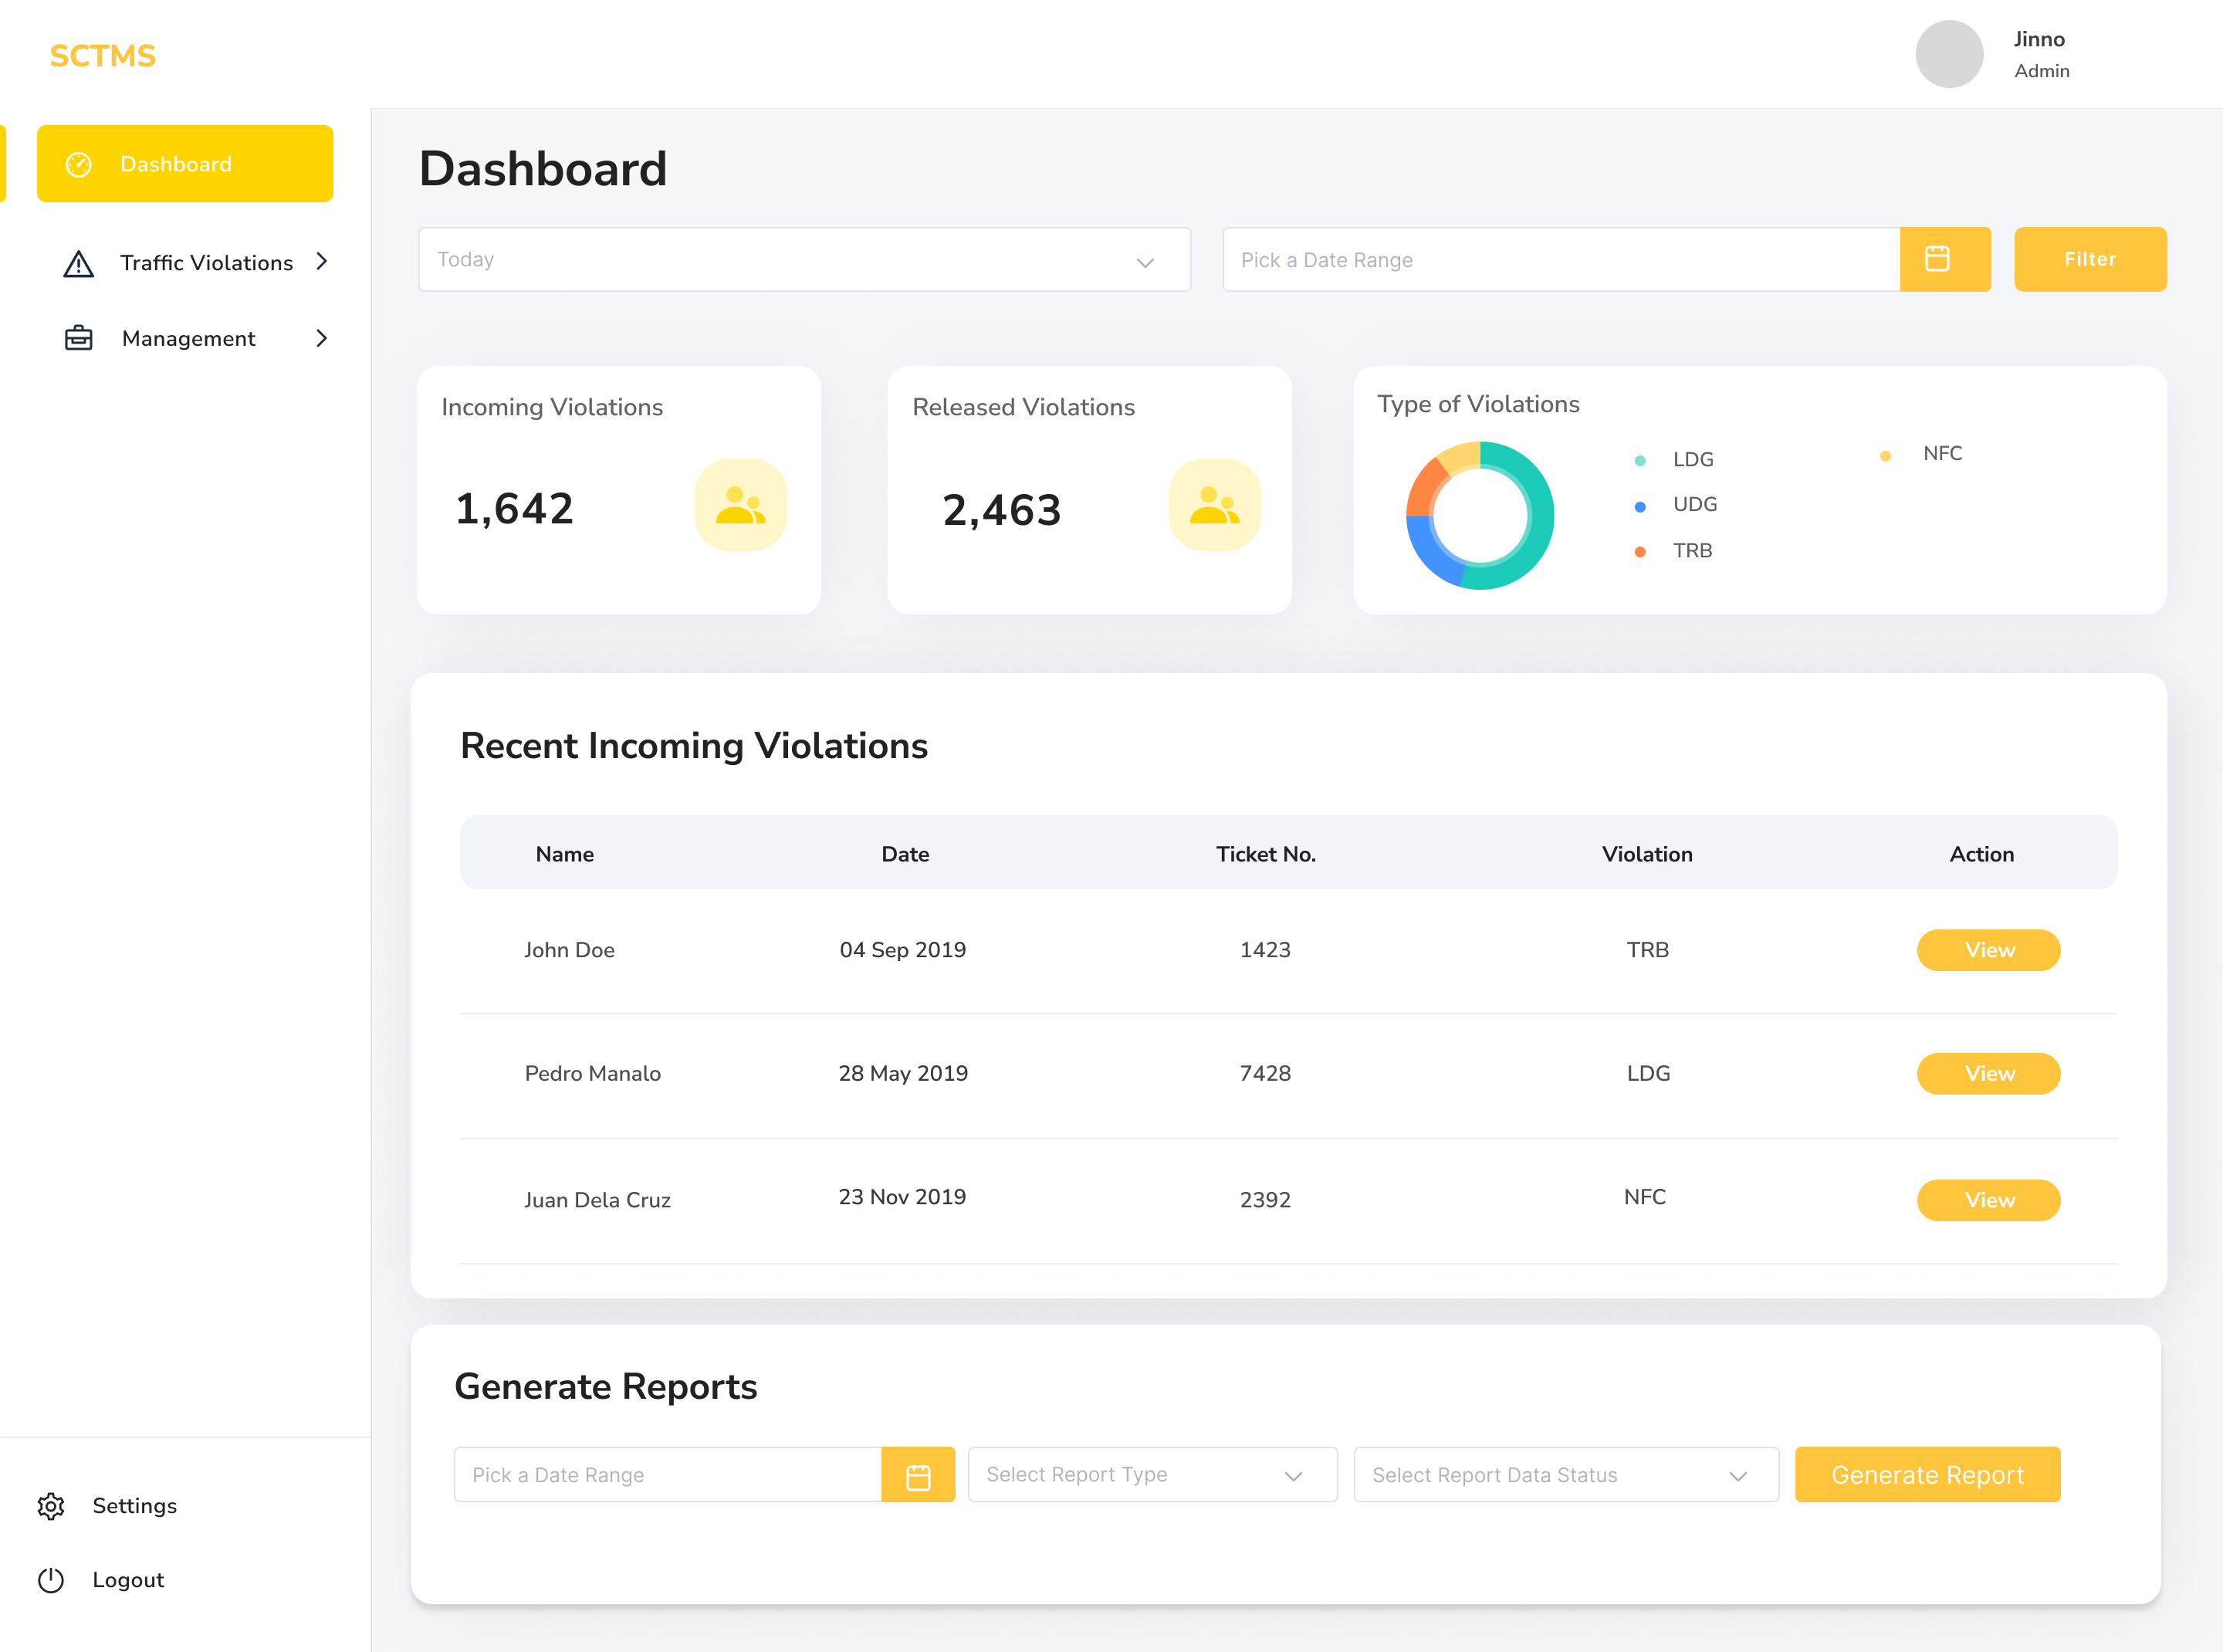 SCTMS
Jinno
Admin
Dashboard
Traffic Violations
Management
Settings
Logout
Dashboard
Today
Pick a Date Range
Filter
Incoming Violations
1,642
Released Violations
2,463
Type of Violations
LDG
UDG
TRB
NFC
Recent Incoming Violations
Name Date Ticket No. Violation Action
John Doe 04 Sep 2019 1423 TRB View
Pedro Manalo 28 May 2019 7428 LDG View
Juan Dela Cruz 23 Nov 2019 2392 NFC View
Generate Reports
Pick a Date Range
Select Report Type
Select Report Data Status
Generate Report